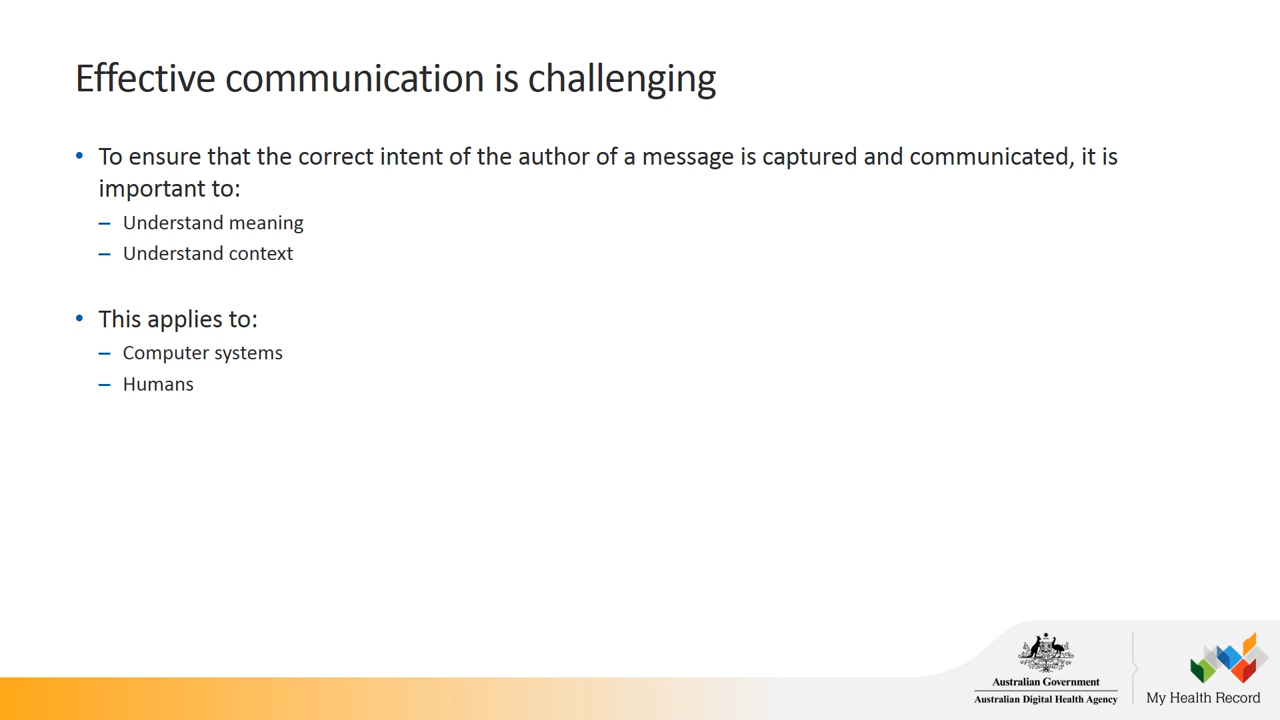 Effective communication is challenging
• To ensure that the correct intent of the author of a message is captured and communicated, it is
important to:
– Understand meaning
– Understand context
• This applies to:
– Computer systems
– Humans
Australian Government
Australian Digital Health Agency
My Health Record